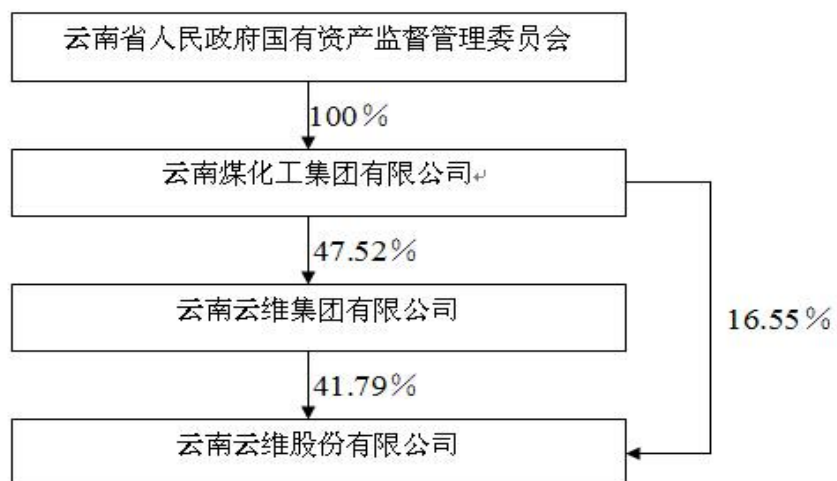 云南省人民政府国有资产监督管理委员会
100%
云南煤化工集团有限公司↵
47.52%
云南云维集团有限公司
16.55%
41.79%
云南云维股份有限公司